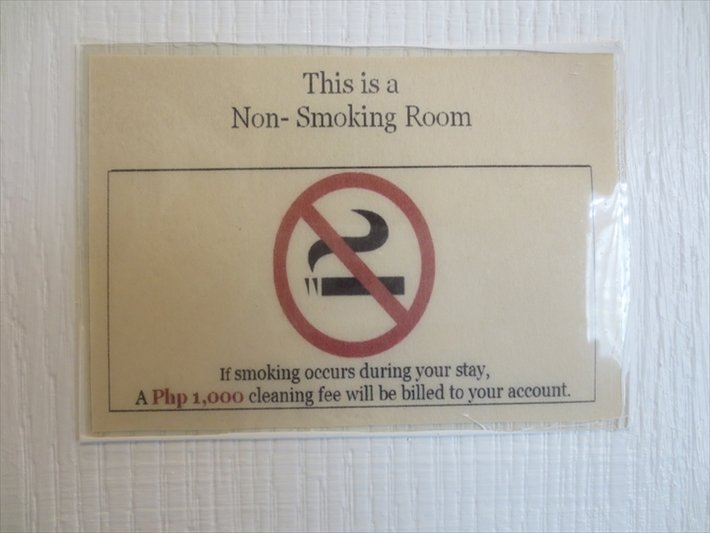 This is a
Non- Smoking Room
If smoking occurs during your stay,
A Php 1,000 cleaning fee will be billed to your account.